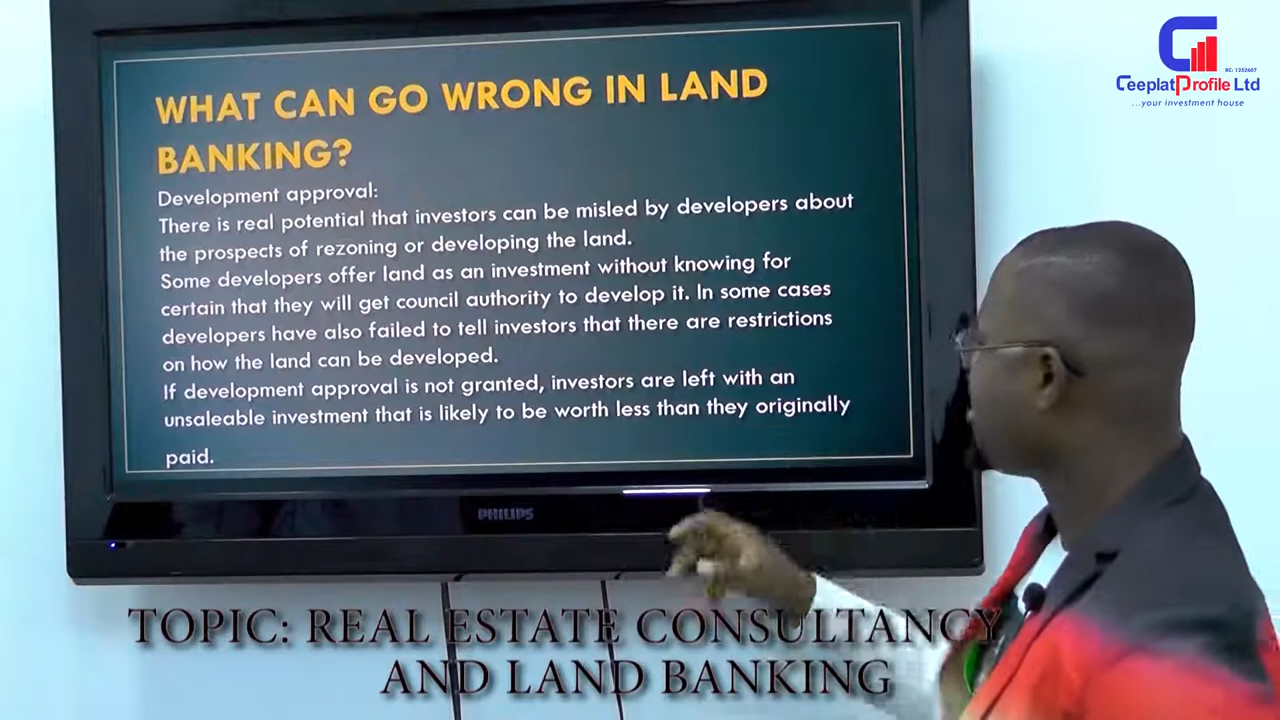 WHAT CAN GO WRONG IN LAND
BANKING?
Development approval:
There is real potential that investors can be misled by developers about
the prospects of rezoning or developing the land.
Some developers offer land as an investment without knowing for
certain that they will get council authority to develop it. In some cases
developers have also failed to tell investors that there are restrictions
on how the land can be developed.
If development approval is not granted, investors are left with an
unsaleable investment that is likely to be worth less than they originally
paid.
PHILIPS
RC: 1252607
CeeplatProfile Ltd
...your investment house
TOPIC: REAL ESTATE CONSULTANCY
AND LAND BANKING